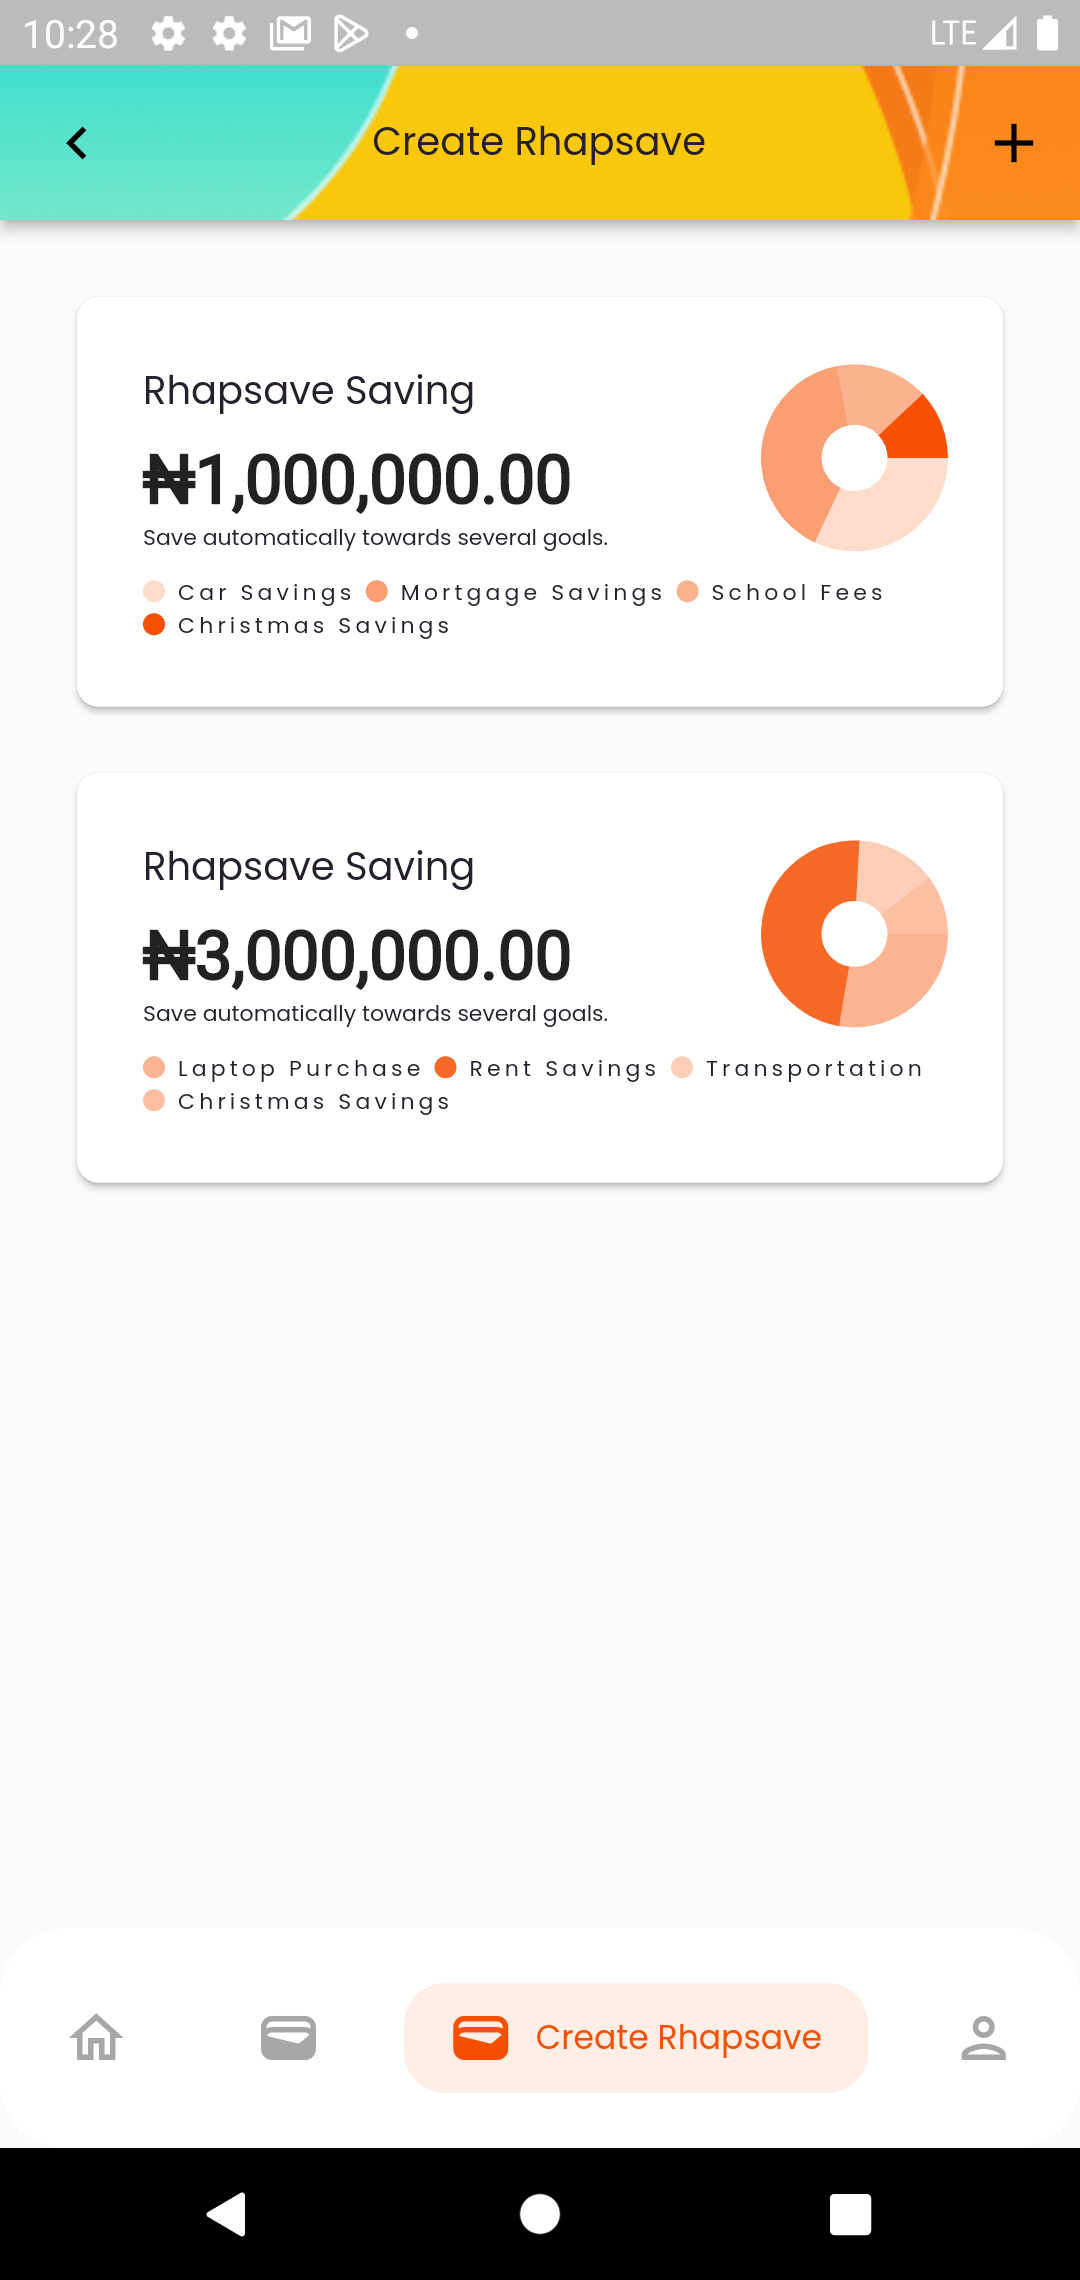 10:28 LTE
Create Rhapsave
Rhapsave Saving
₦1,000,000.00
Save automatically towards several goals.
Car Savings Mortgage Savings School Fees
Christmas Savings
Rhapsave Saving
₦3,000,000.00
Save automatically towards several goals.
Laptop Purchase Rent Savings Transportation
Christmas Savings
Create Rhapsave